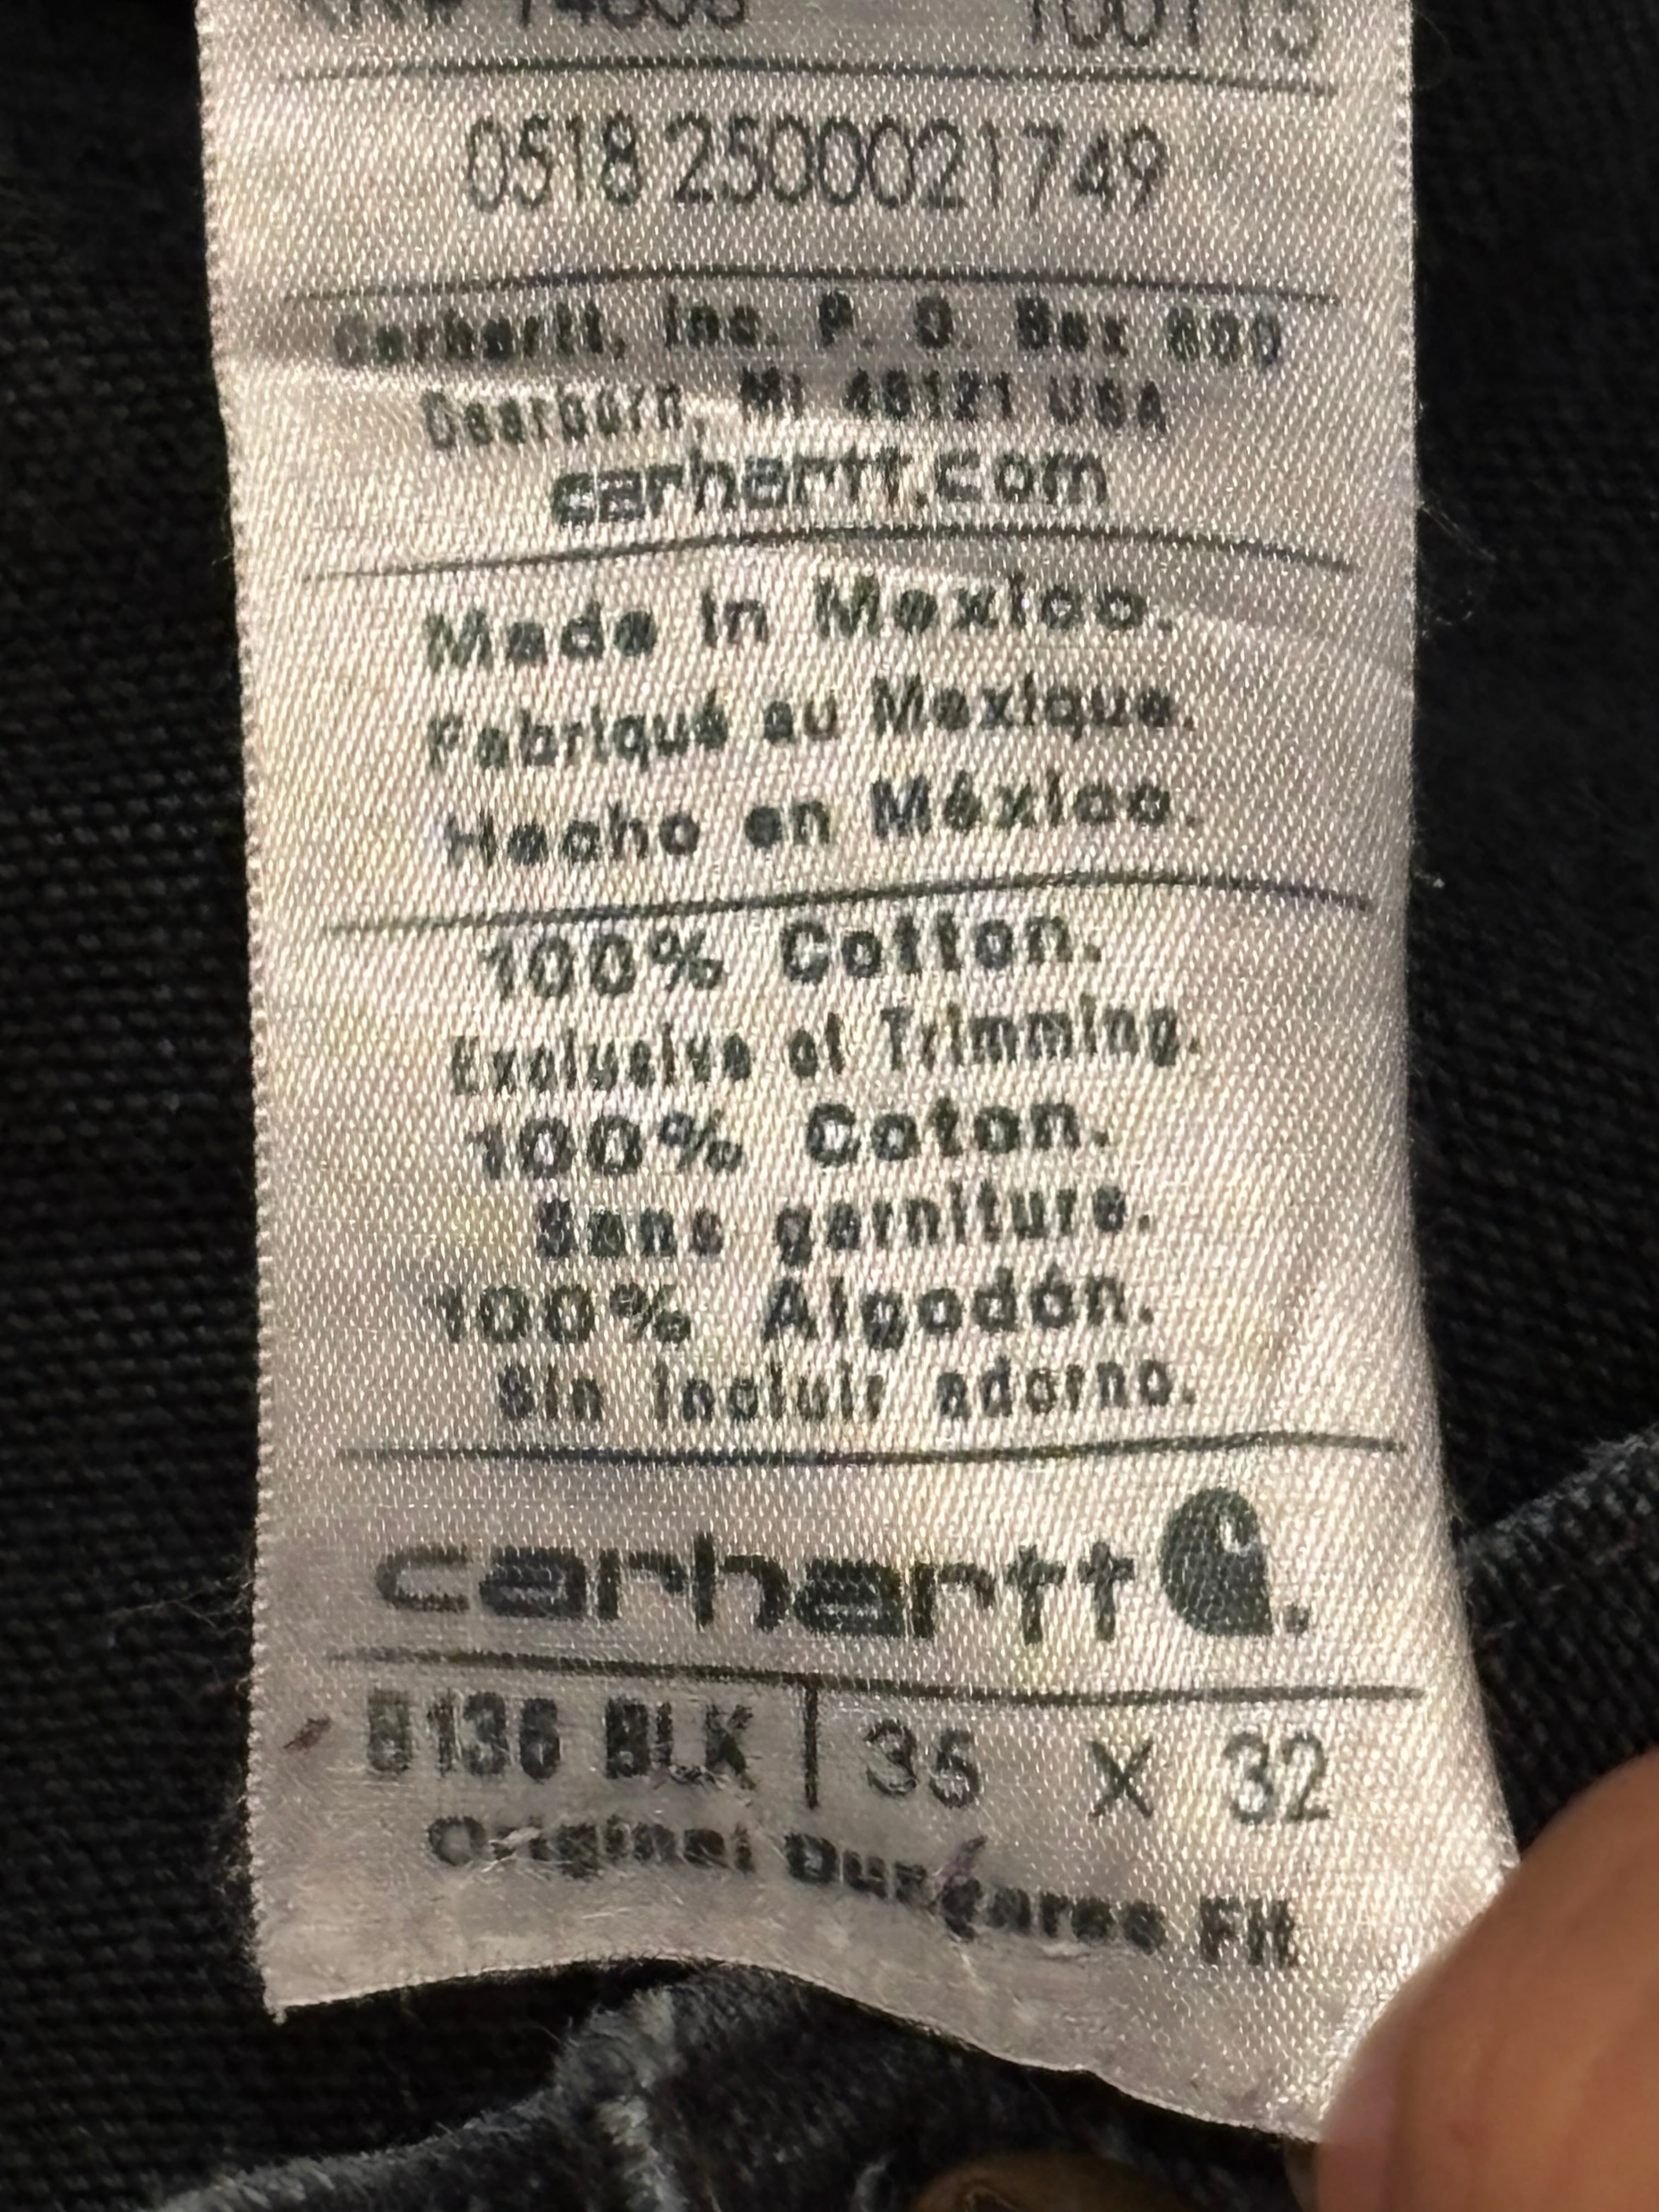 0518 2500021749
Carhartt, Inc. P. O. Box 600
Dearborn, MI 48121 USA
carhartt.com
Made in Mexico.
Fabriqué au Mexique.
Hecho en México.
100% Cotton.
Exclusive of Trimming.
100% Coton.
Sans garniture.
100% Algodón.
Sin incluir adorno.
carhartt
B136 BLK | 35 x 32
Original Dungaree Fit